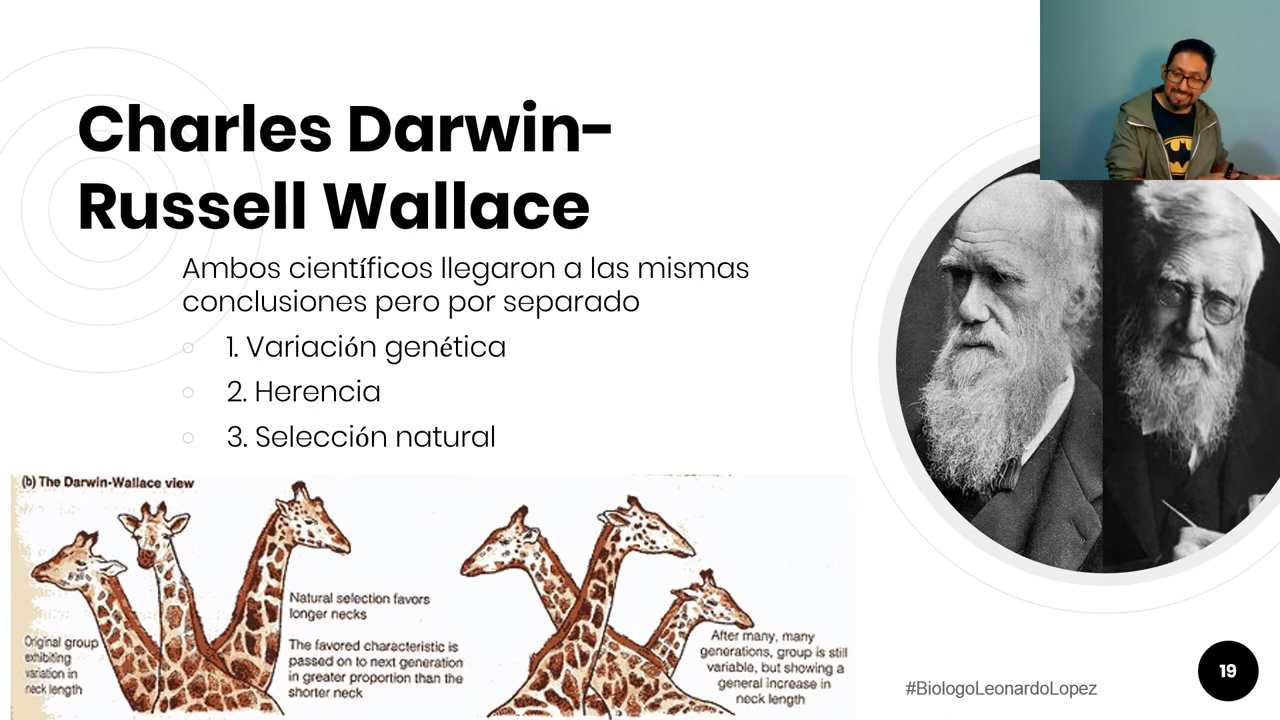 Charles Darwin-
Russell Wallace
Ambos científicos llegaron a las mismas
conclusiones pero por separado
1. Variación genética
2. Herencia
3. Selección natural
(b) The Darwin-Wallace view
Original group
exhibiting
variation in
neck length
Natural selection favors
longer necks
The favored characteristic is
passed on to next generation
in greater proportion than the
shorter neck
After many, many
generations, group is still
variable, but showing a
general increase in
neck length
#BiologoLeonardoLopez
19